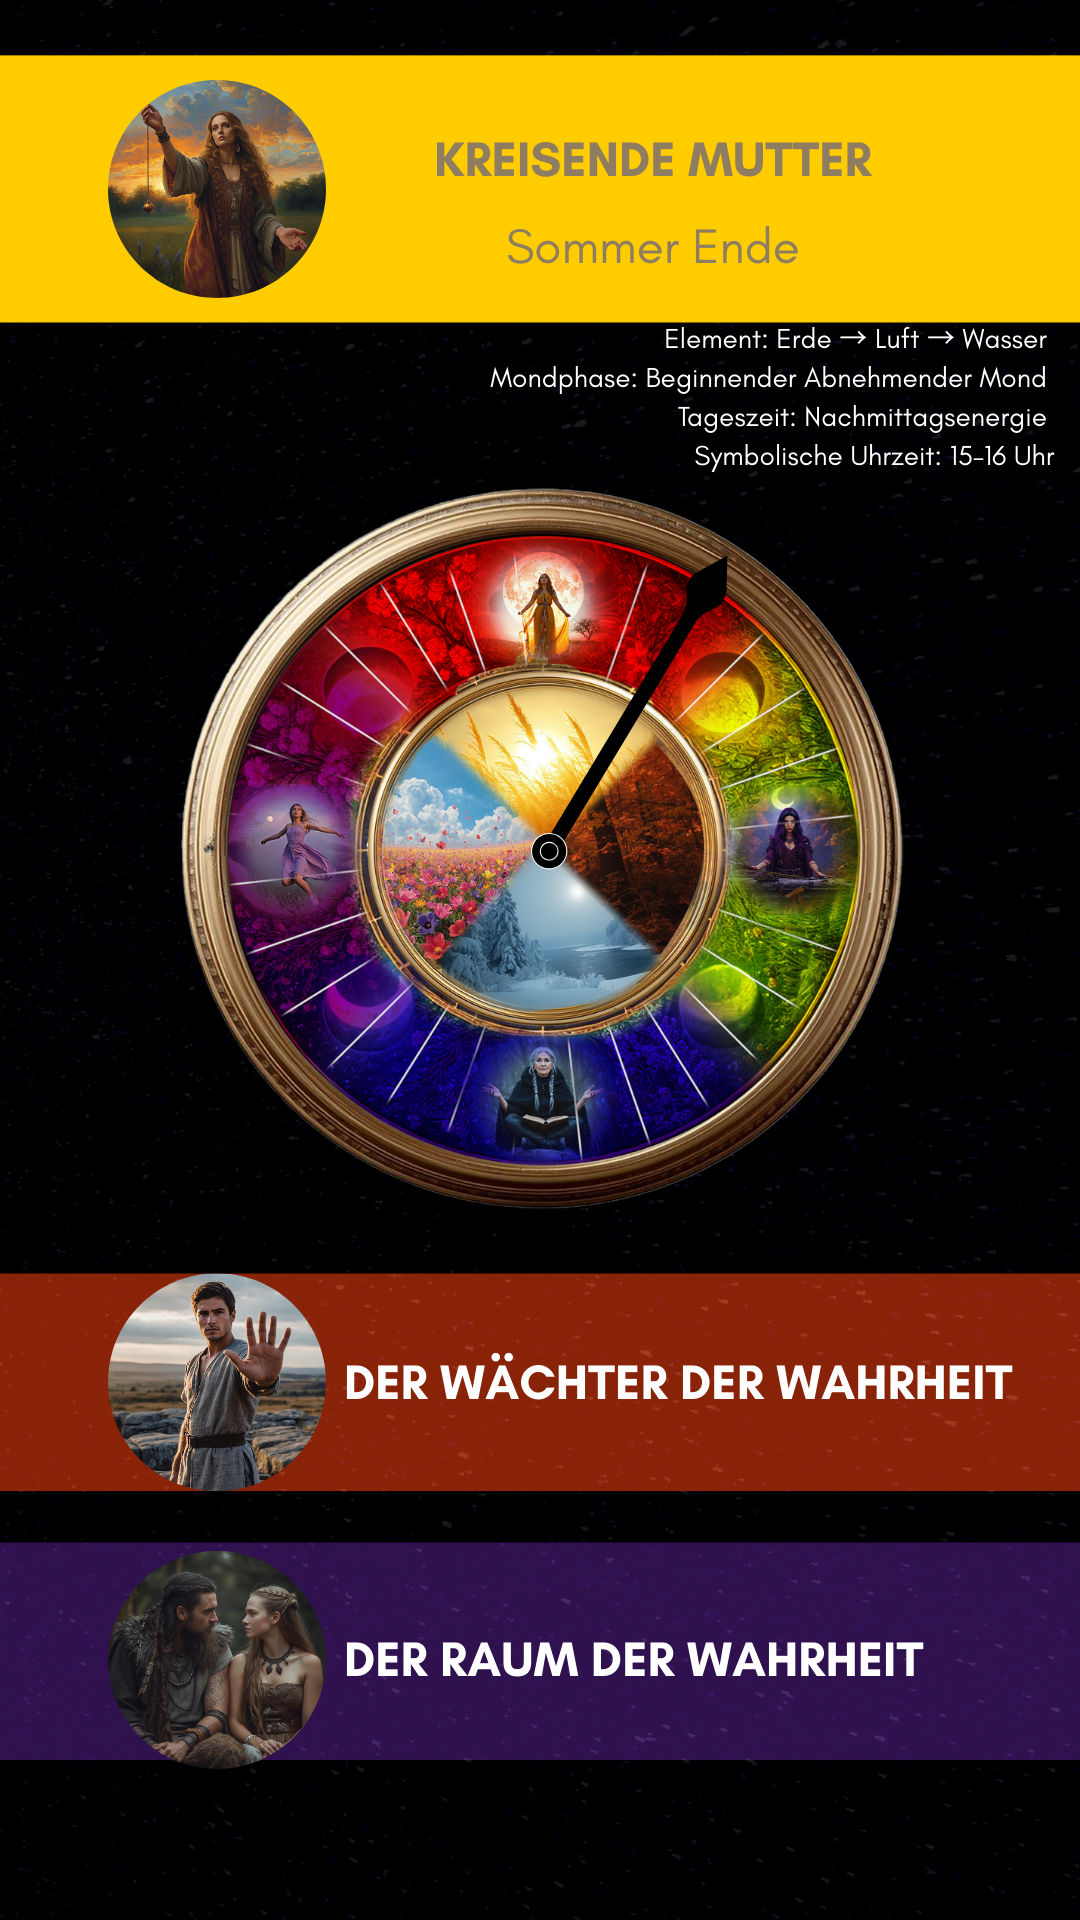 KREISENDE MUTTER
Sommer Ende
Element: Erde → Luft → Wasser
Mondphase: Beginnender Abnehmender Mond
Tageszeit: Nachmittagsenergie
Symbolische Uhrzeit: 15-16 Uhr
DER WÄCHTER DER WAHRHEIT
DER RAUM DER WAHRHEIT